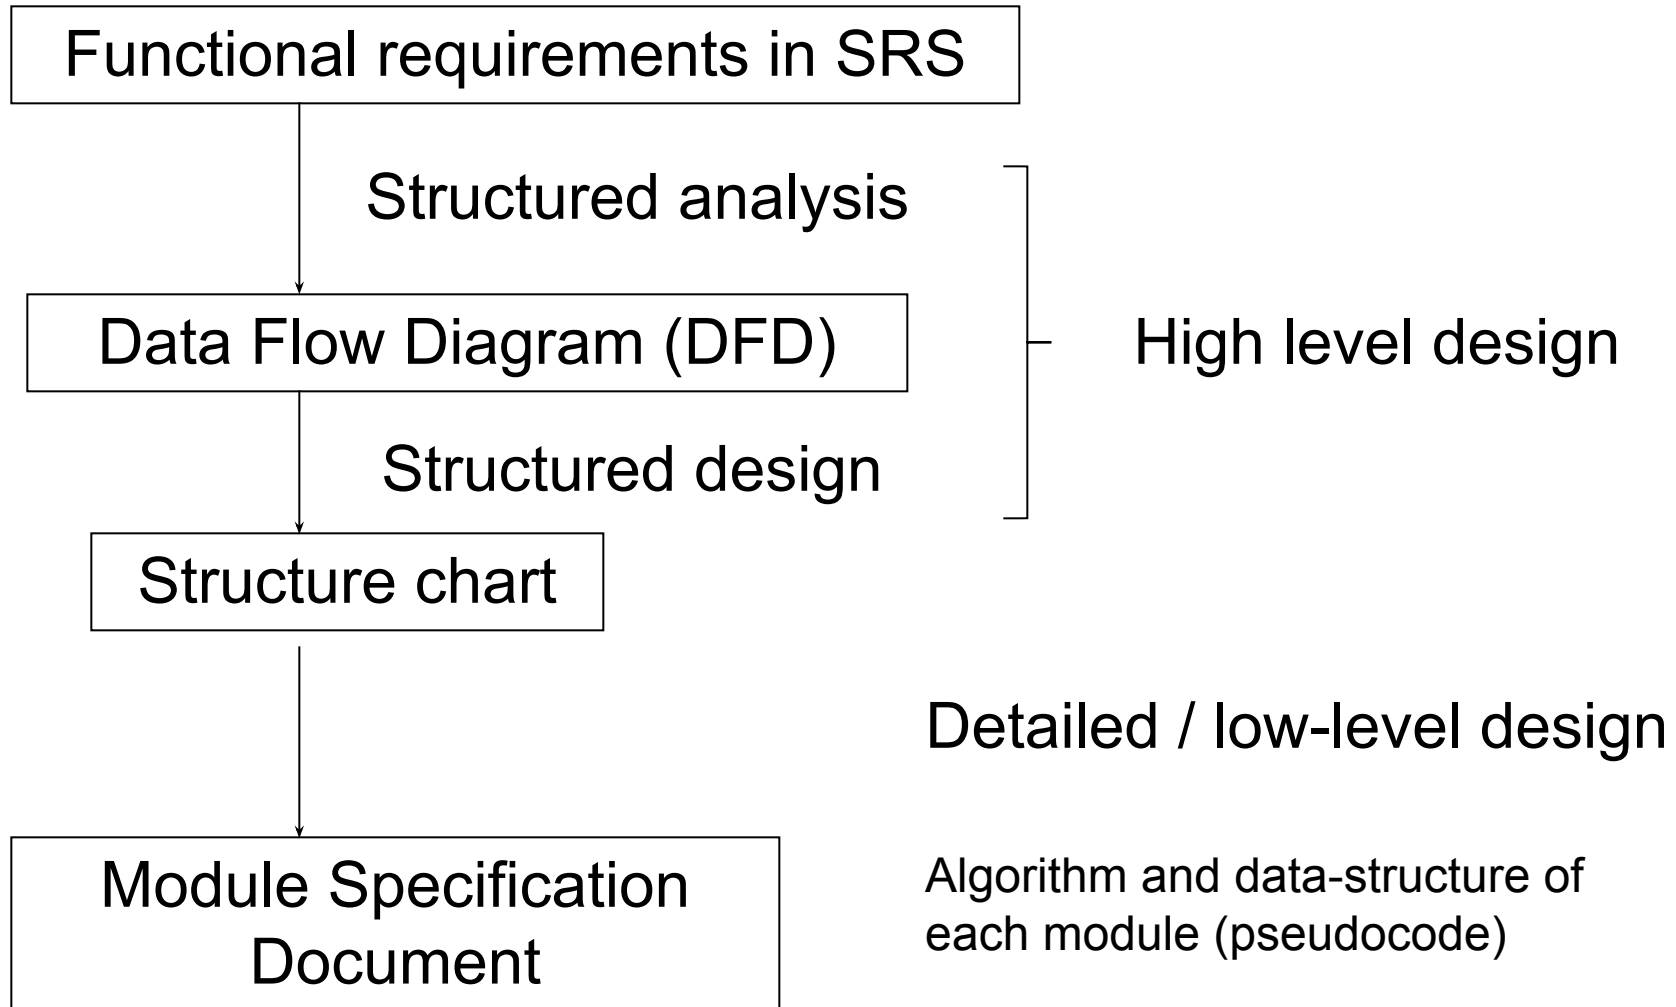 Functional requirements in SRS
Structured analysis
Data Flow Diagram (DFD)
High level design
Structured design
Structure chart
Detailed / low-level design
Module Specification
Document
Algorithm and data-structure of
each module (pseudocode)